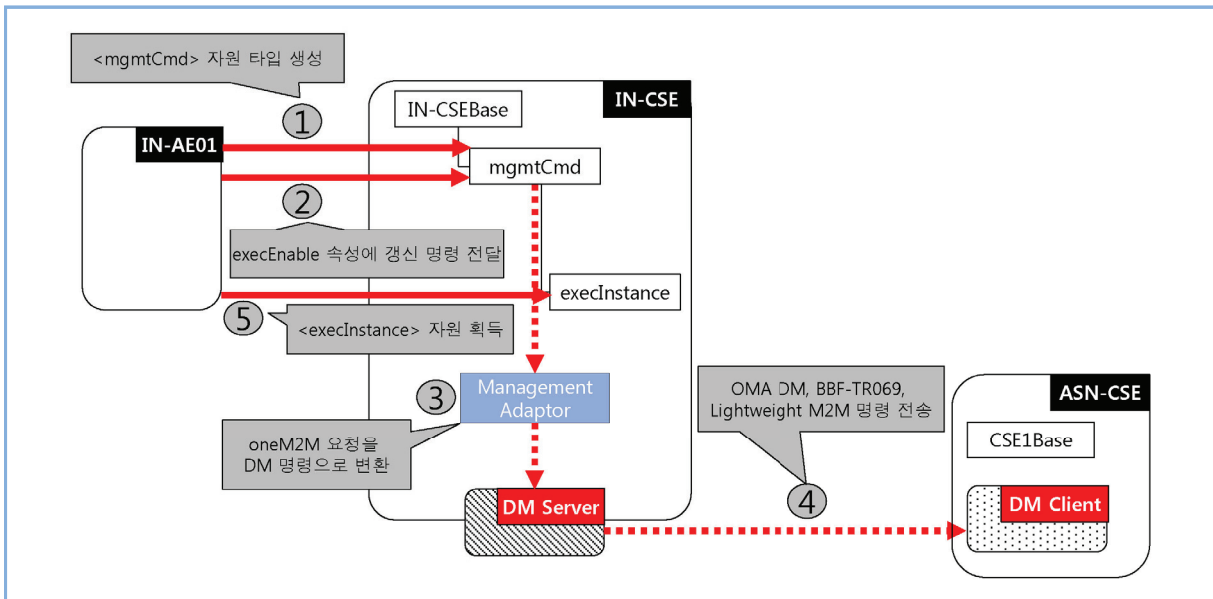 <mgmtCmd> 자원 타입 생성
IN-CSE
IN-CSEBase
①
IN-AE01
mgmtCmd
②
execEnable 속성에 갱신 명령 전달
execInstance
⑤
<execInstance> 자원 획득
③
Management
Adaptor
OMA DM, BBF-TR069,
Lightweight M2M 명령 전송
ASN-CSE
CSE1Base
oneM2M 요청을
DM 명령으로 변환
DM Server
④
DM Client